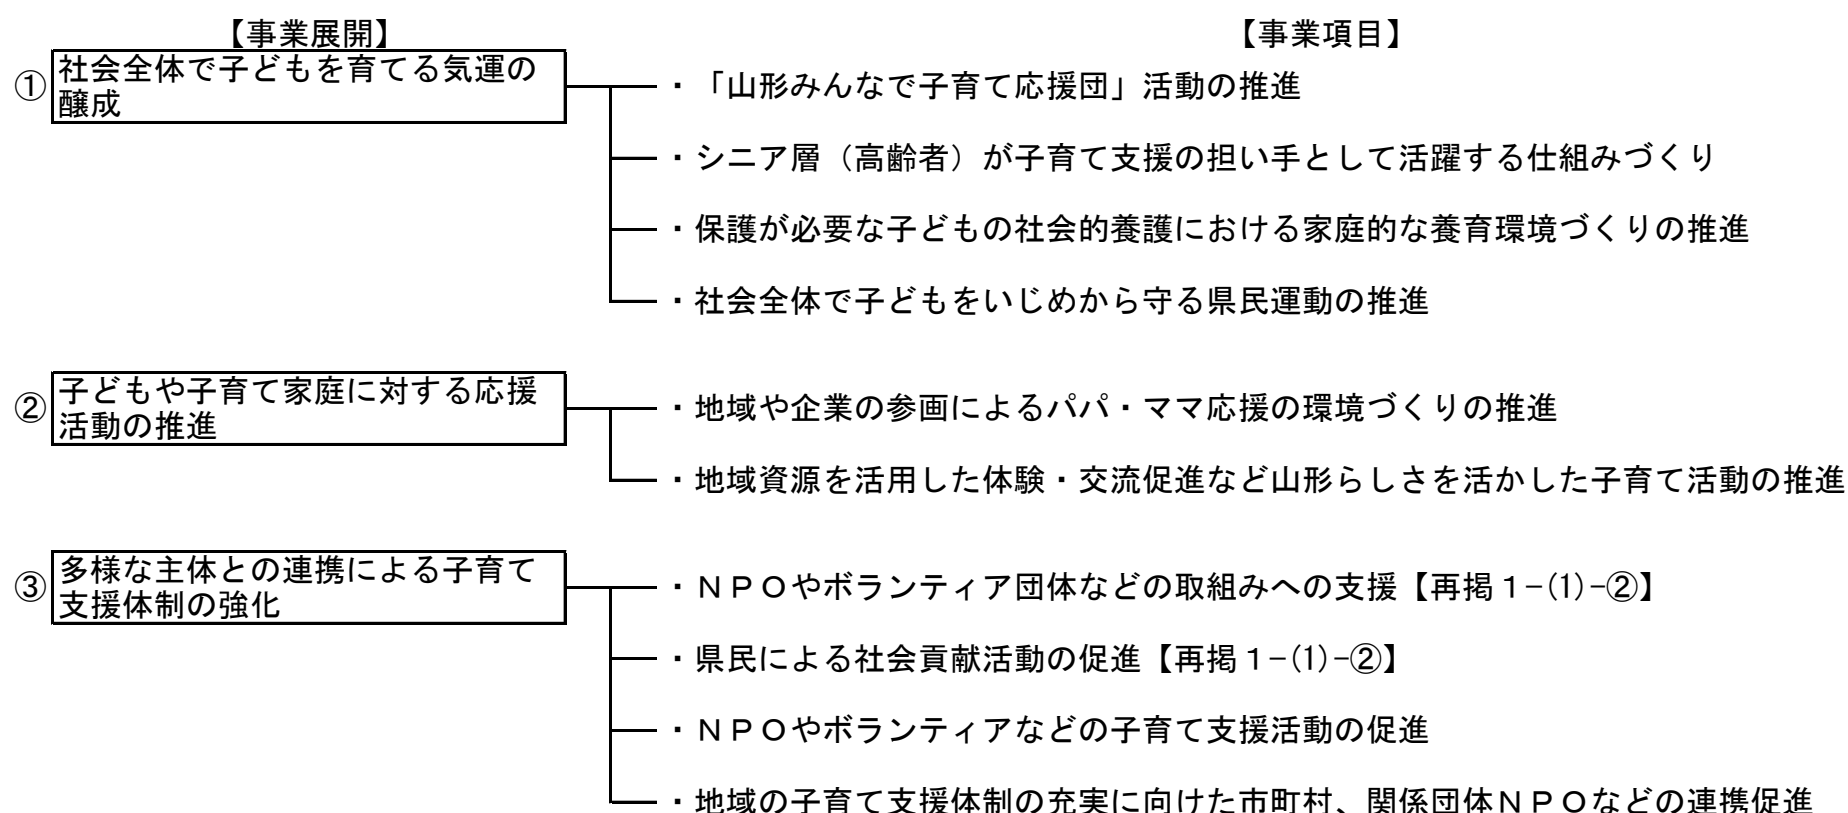 【事業展開】 【事業項目】
① 社会全体で子どもを育てる気運の
醸成
・「山形みんなで子育て応援団」活動の推進
・シニア層（高齢者）が子育て支援の担い手として活躍する仕組みづくり
・保護が必要な子どもの社会的養護における家庭的な養育環境づくりの推進
・社会全体で子どもをいじめから守る県民運動の推進
② 子どもや子育て家庭に対する応援
活動の推進
・地域や企業の参画によるパパ・ママ応援の環境づくりの推進
・地域資源を活用した体験・交流促進など山形らしさを活かした子育て活動の推進
③ 多様な主体との連携による子育て
支援体制の強化
・ＮＰＯやボランティア団体などの取組みへの支援【再掲１-(1)-②】
・県民による社会貢献活動の促進【再掲１-(1)-②】
・ＮＰＯやボランティアなどの子育て支援活動の促進
・地域の子育て支援体制の充実に向けた市町村、関係団体ＮＰＯなどの連携促進